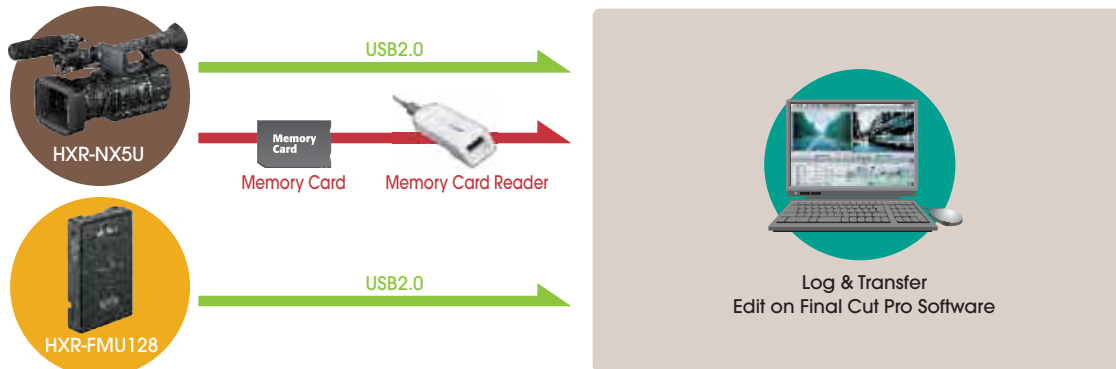 USB2.0
HXR-NX5U
Memory
Card
Memory Card
Memory Card Reader
USB2.0
HXR-FMU128
Log & Transfer
Edit on Final Cut Pro Software